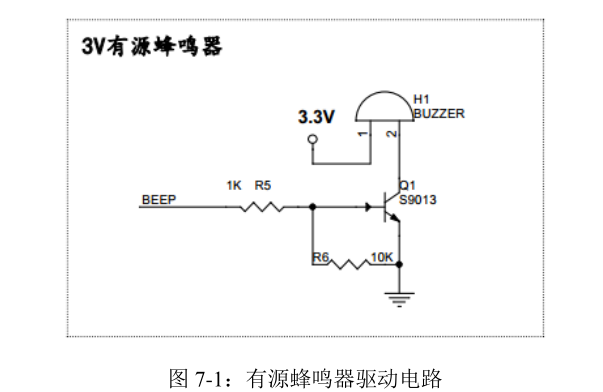 3V有源蜂鸣器
H1
BUZZER
3.3V
1
2
1K R5
Q1
S9013
BEEP
R6 10K
图 7-1：有源蜂鸣器驱动电路